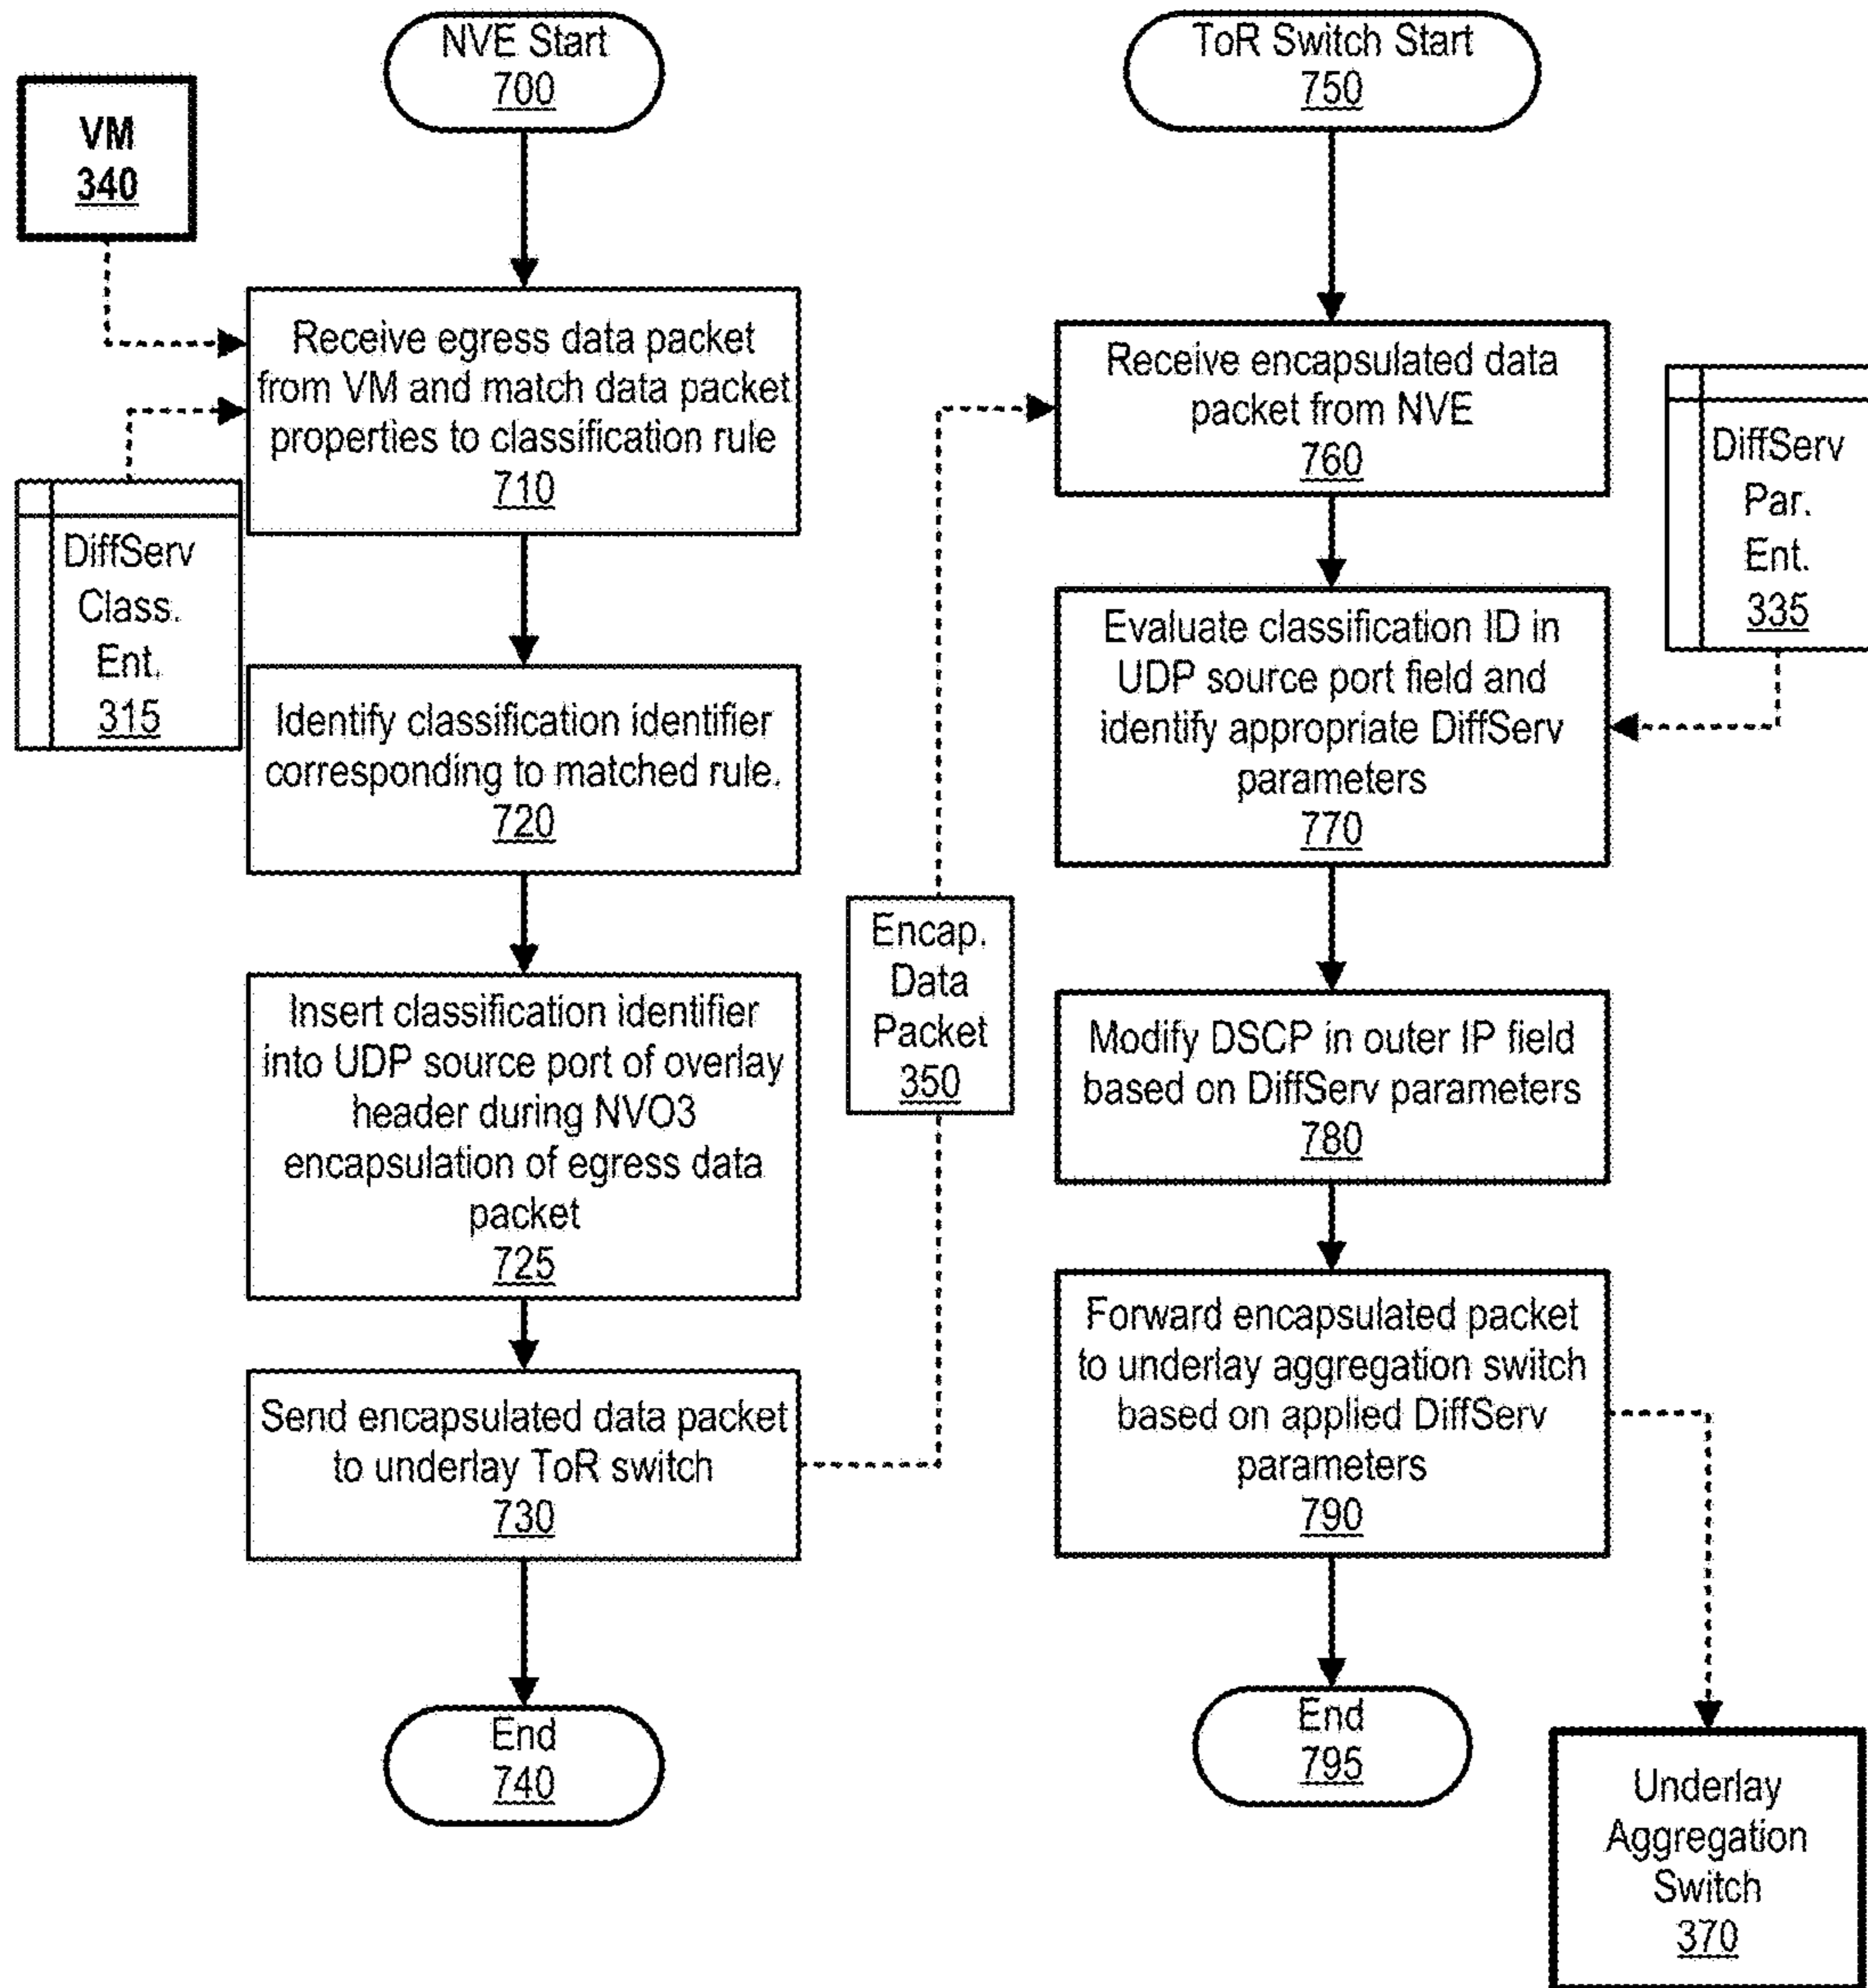 NVE Start
700
VM
340
Receive egress data packet
from VM and match data packet
properties to classification rule
710
DiffServ
Class.
Ent.
315
Identify classification identifier
corresponding to matched rule.
720
Insert classification identifier
into UDP source port of overlay
header during NVO3
encapsulation of egress data
packet
725
Send encapsulated data packet
to underlay ToR switch
730
End
740
Encap.
Data
Packet
350
ToR Switch Start
750
Receive encapsulated data
packet from NVE
760
DiffServ
Par.
Ent.
335
Evaluate classification ID in
UDP source port field and
identify appropriate DiffServ
parameters
770
Modify DSCP in outer IP field
based on DiffServ parameters
780
Forward encapsulated packet
to underlay aggregation switch
based on applied DiffServ
parameters
790
End
795
Underlay
Aggregation
Switch
370